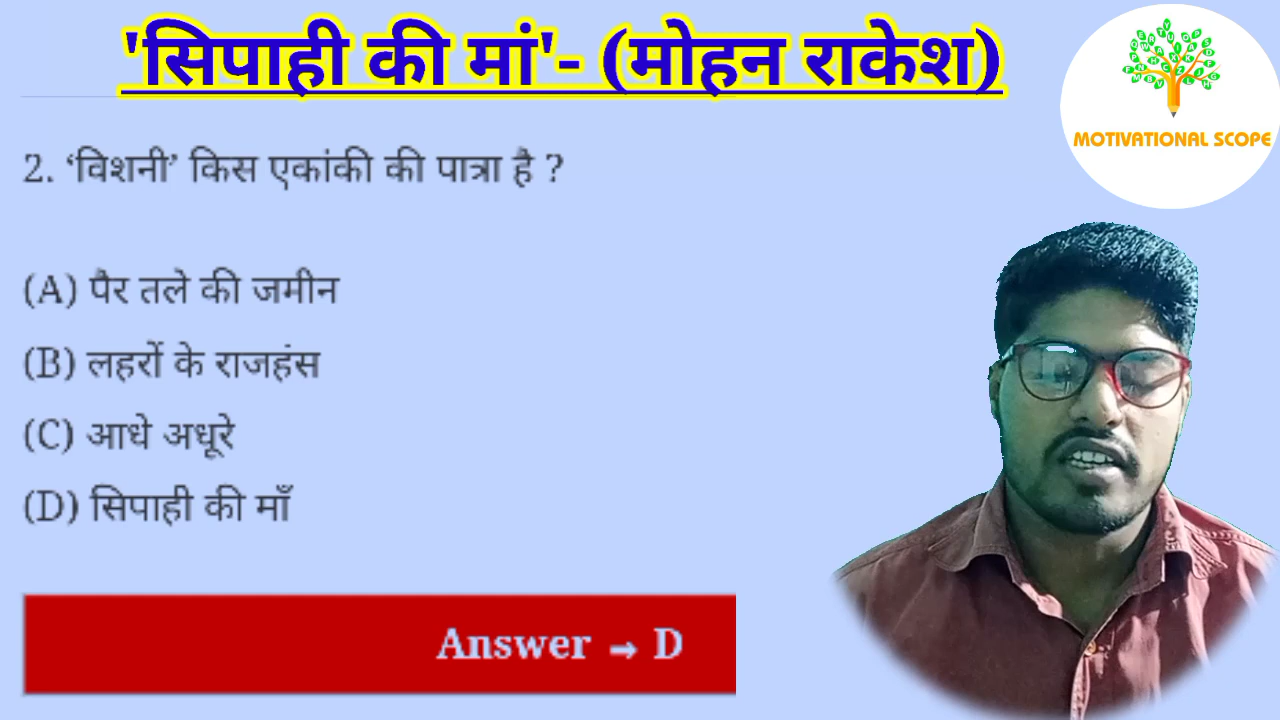 'सिपाही की मां'- (मोहन राकेश)
MOTIVATIONAL SCOPE
2. ‘विशनी’ किस एकांकी की पात्रा है ?
(A) पैर तले की जमीन
(B) लहरों के राजहंस
(C) आधे अधूरे
(D) सिपाही की माँ
Answer → D